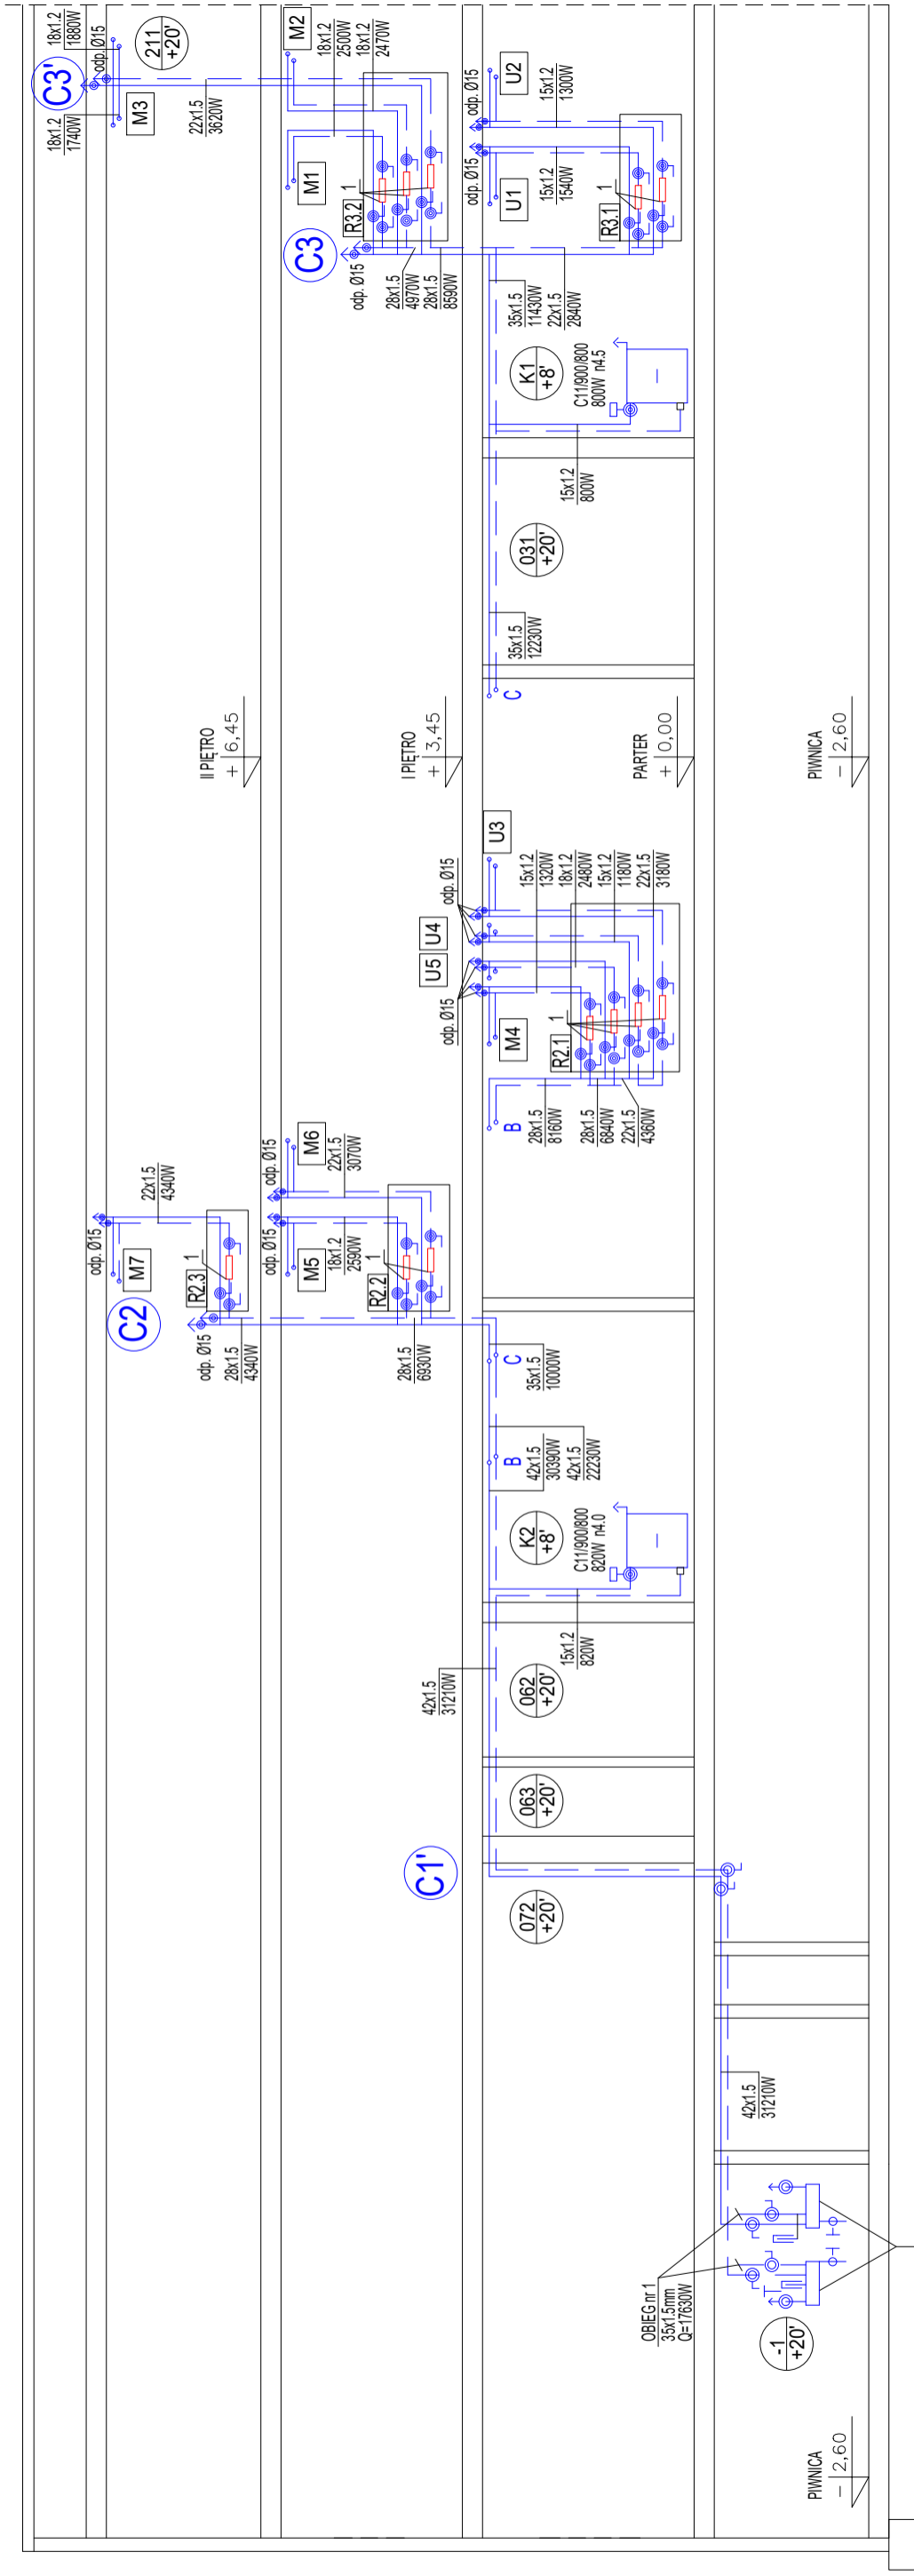 C3'
18x1.2
1880W
18x1.2
1740W
odp. Ø15
211
+20'
M3
22x1.5
3620W
M2
18x1.2
2500W
18x1.2
2470W
M1
R3.2
1
C3
odp. Ø15
28x1.5
4970W
28x1.5
8590W
U2
odp. Ø15
15x1.2
1300W
odp. Ø15
U1
15x1.2
1540W
R3.1
1
35x1.5
11430W
22x1.5
2840W
K1
+8'
C11/900/800
800W n4.5
15x1.2
800W
031
+20'
35x1.5
12230W
C
II PIĘTRO
+ 6,45
I PIĘTRO
+ 3,45
PARTER
+ 0,00
PIWNICA
- 2,60
U3
odp. Ø15
U4
U5
odp. Ø15
15x1.2
1320W
18x1.2
2480W
15x1.2
1180W
22x1.5
3180W
M4
R2.1
1
B
28x1.5
8160W
28x1.5
6840W
22x1.5
4360W
22x1.5
4340W
odp. Ø15
M7
C2
R2.3
1
odp. Ø15
28x1.5
4340W
odp. Ø15
M6
22x1.5
3070W
odp. Ø15
M5
18x1.2
2590W
R2.2
1
28x1.5
6930W
C
35x1.5
10000W
B
42x1.5
30390W
42x1.5
22230W
K2
+8'
C11/900/800
820W n4.0
15x1.2
820W
42x1.5
31210W
062
+20'
063
+20'
C1'
072
+20'
42x1.5
31210W
OBIEG nr 1
35x1.5mm
Q=17630W
-1
+20'
PIWNICA
- 2,60